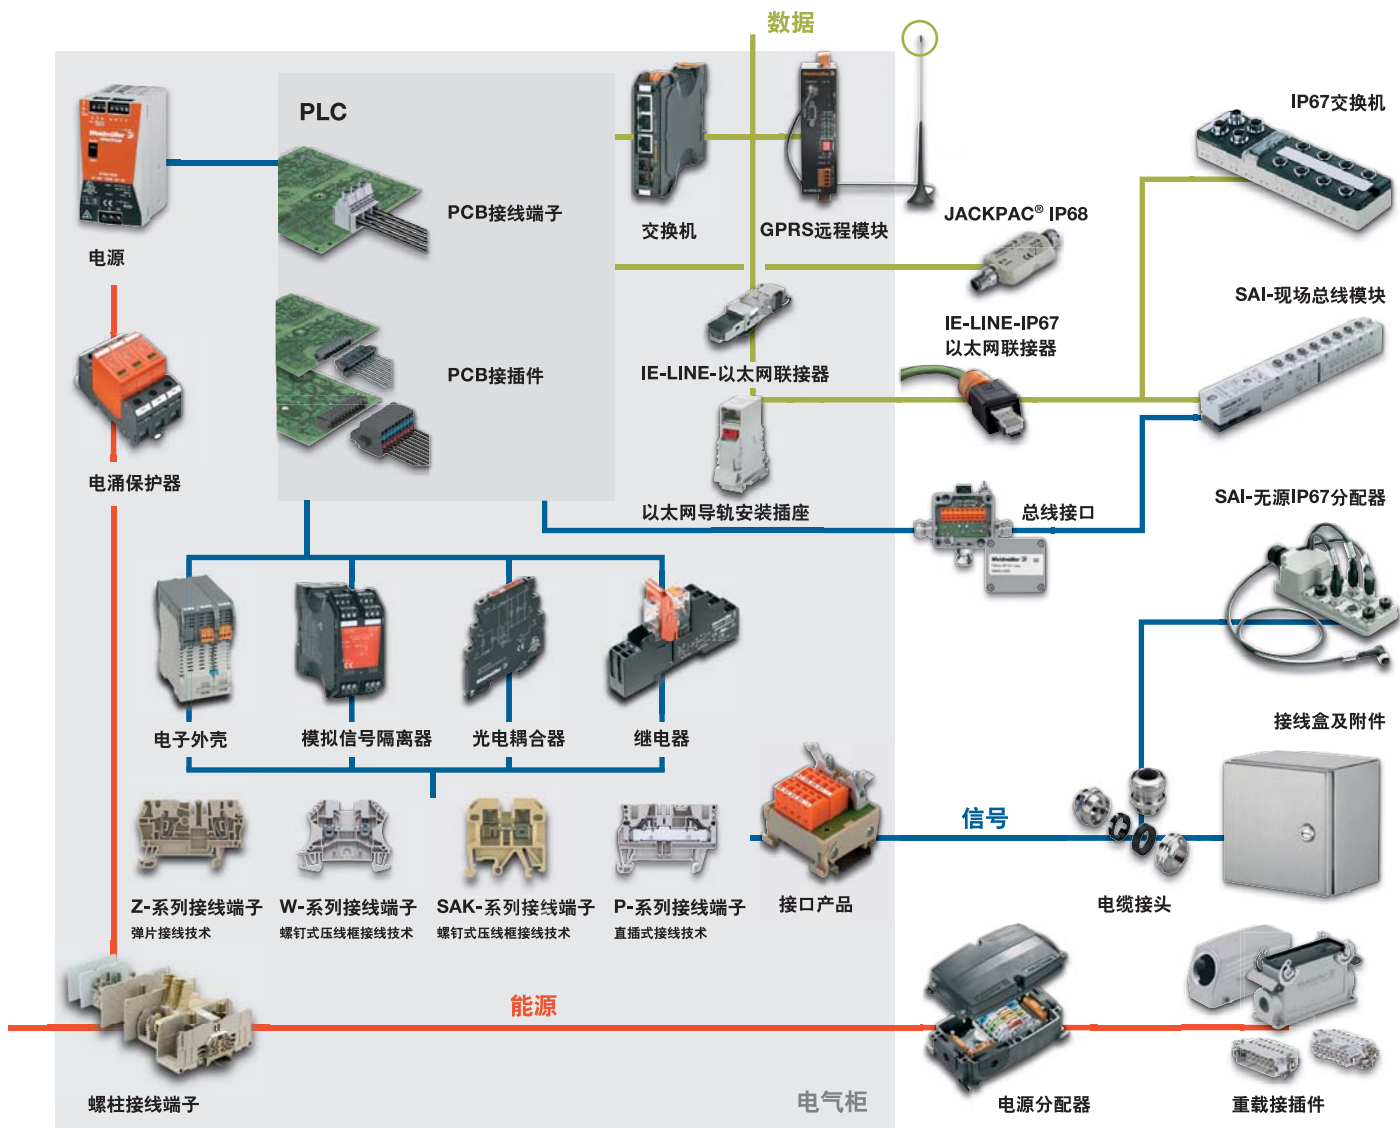 数据
PLC
IP67交换机
PCB接线端子
JACKPAC® IP68
电源
交换机
GPRS远程模块
SAI-现场总线模块
IE-LINE-IP67
以太网联接器
PCB接插件
IE-LINE-以太网联接器
电涌保护器
以太网导轨安装插座
总线接口
SAI-无源IP67分配器
电子外壳
模拟信号隔离器
光电耦合器
继电器
接线盒及附件
信号
Z-系列接线端子
弹片接线技术
W-系列接线端子
螺钉式压线框接线技术
SAK-系列接线端子
螺钉式压线框接线技术
P-系列接线端子
直插式接线技术
接口产品
电缆接头
能源
螺柱接线端子
电气柜
电源分配器
重载接插件